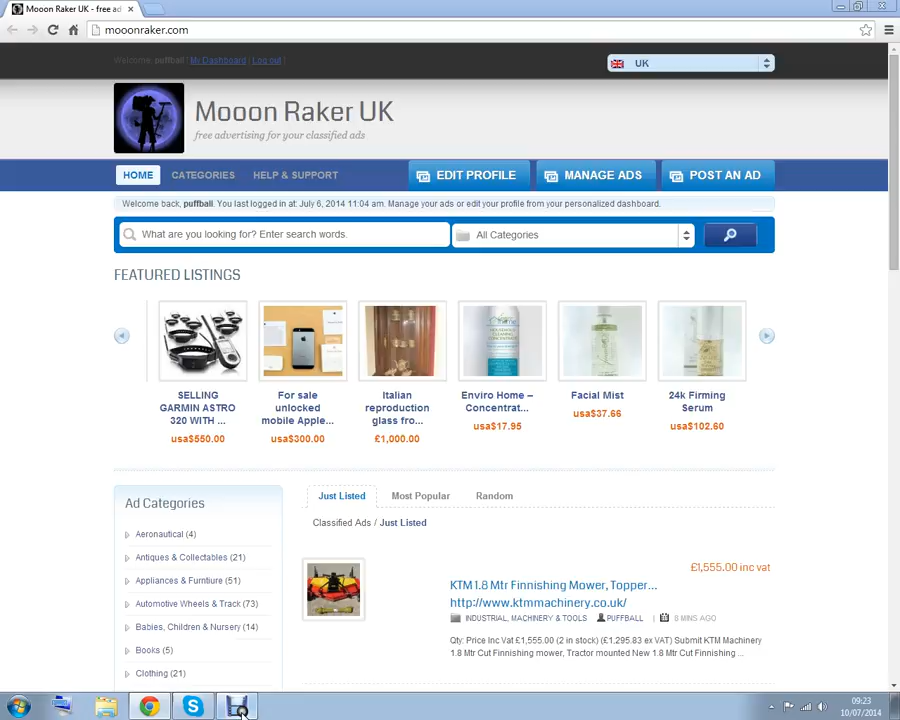 Mooon Raker UK - free ad
mooonraker.com
Welcome, puffball [ My Dashboard | Log out ]
UK
Mooon Raker UK
free advertising for your classified ads
HOME CATEGORIES HELP & SUPPORT EDIT PROFILE MANAGE ADS POST AN AD
Welcome back, puffball. You last logged in at: July 6, 2014 11:04 am. Manage your ads or edit your profile from your personalized dashboard.
What are you looking for? Enter search words. All Categories
FEATURED LISTINGS
SELLING
GARMIN ASTRO
320 WITH ...
usa$550.00
For sale
unlocked
mobile Apple...
usa$300.00
Italian
reproduction
glass fro...
£1,000.00
Enviro Home –
Concentrat...
usa$17.95
Facial Mist
usa$37.66
24k Firming
Serum
usa$102.60
Ad Categories
Aeronautical (4)
Antiques & Collectables (21)
Appliances & Furniture (51)
Automotive Wheels & Track (73)
Babies, Children & Nursery (14)
Books (5)
Clothing (21)
Just Listed Most Popular Random
Classified Ads / Just Listed
£1,555.00 inc vat
KTM 1.8 Mtr Finnishing Mower, Topper...
http://www.ktmmachinery.co.uk/
INDUSTRIAL, MACHINERY & TOOLS PUFFBALL | 8 MINS AGO
Qty: Price Inc Vat £1,555.00 (2 in stock) (£1,295.83 ex VAT) Submit KTM Machinery
1.8 Mtr Cut Finnishing mower, Tractor mounted New 1.8 Mtr Cut Finnishing ...
09:23
10/07/2014